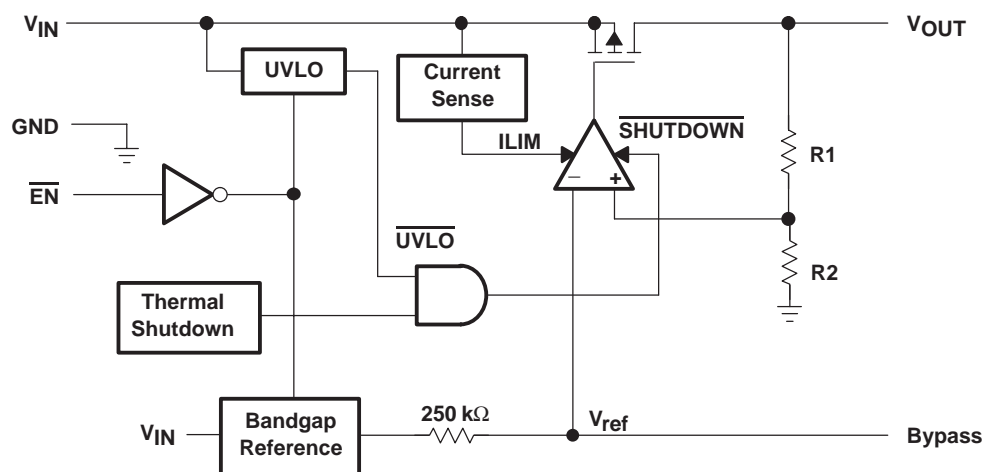 VIN
VOUT
UVLO
Current
Sense
GND
SHUTDOWN
ILIM
R1
EN
− +
UVLO
R2
Thermal
Shutdown
250 kΩ
Vref
VIN
Bandgap
Reference
Bypass